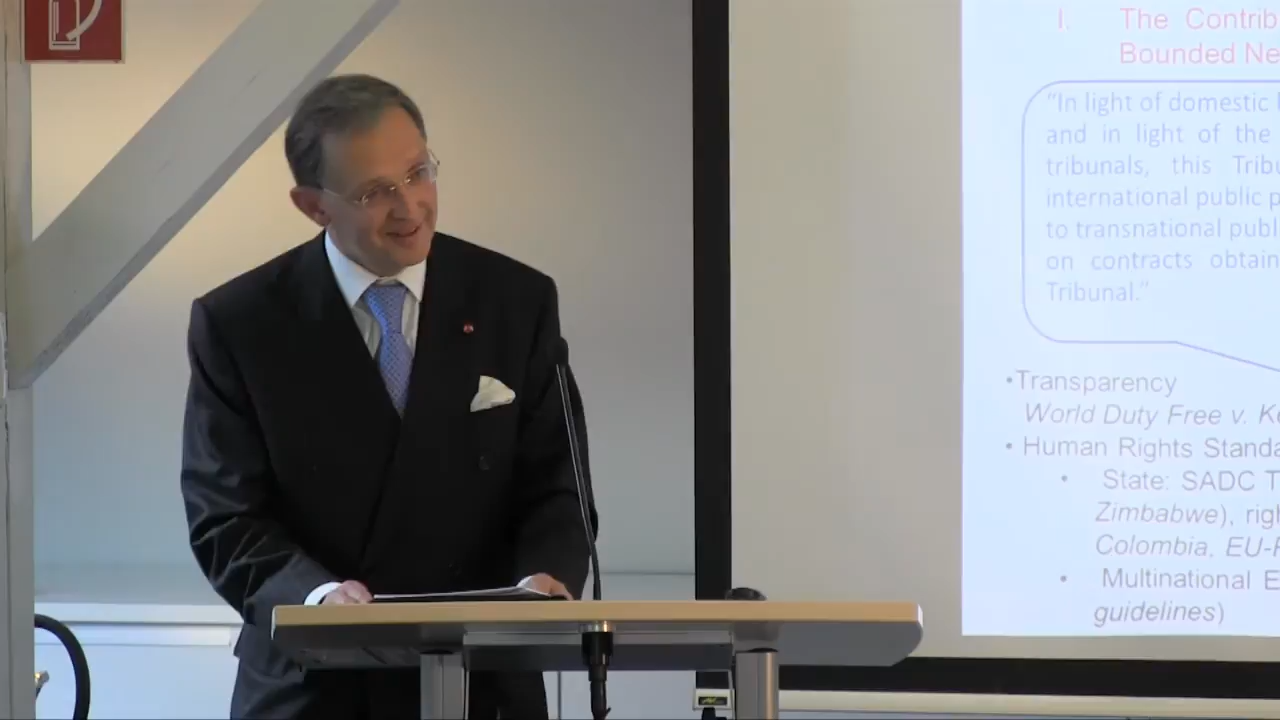 I. The Contrib
Bounded Ne
“In light of domestic l
and in light of the
tribunals, this Tribu
international public p
to transnational publi
on contracts obtain
Tribunal.”
•Transparency
World Duty Free v. K
• Human Rights Standa
• State: SADC T
Zimbabwe), righ
Colombia, EU-
• Multinational E
guidelines)